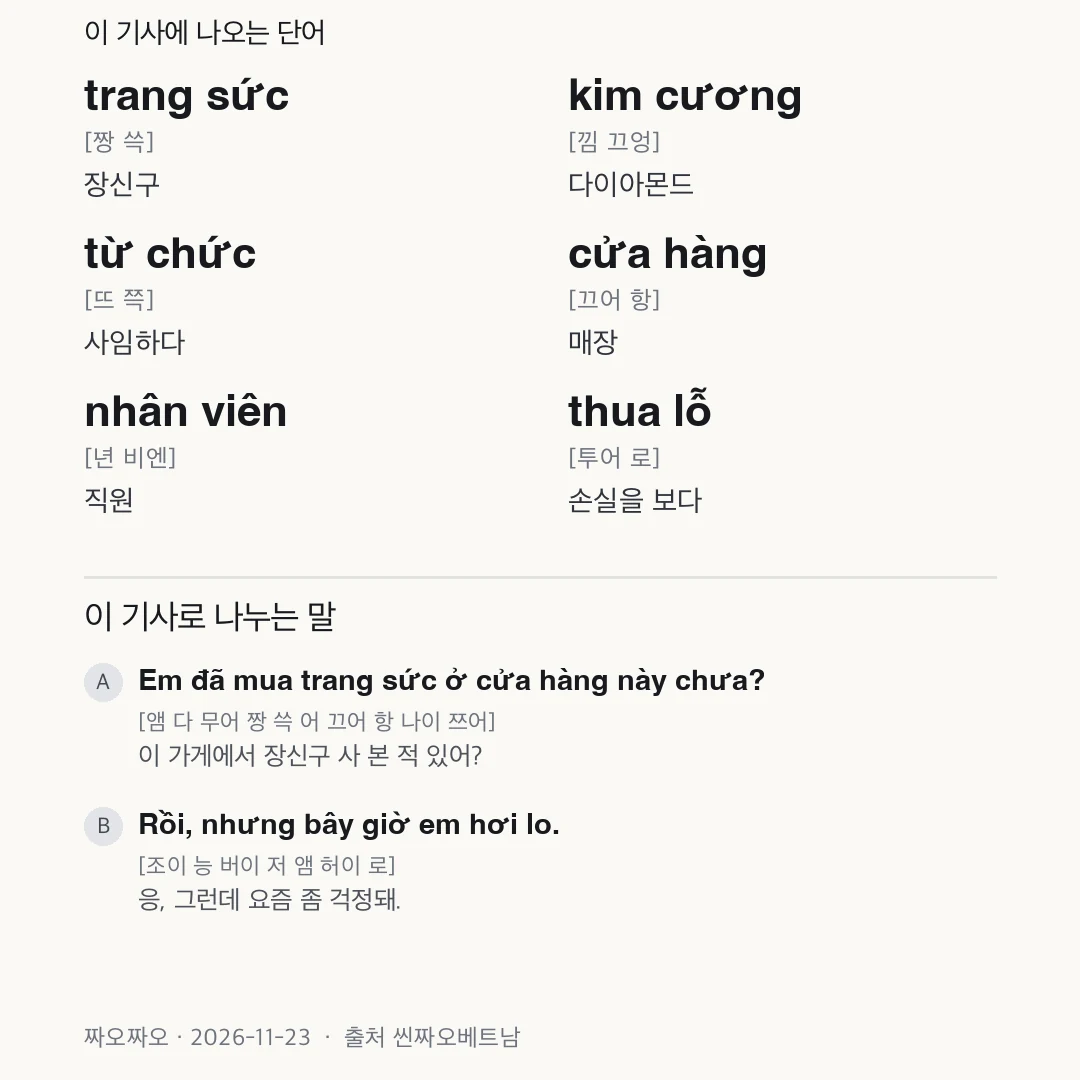 이 기사에 나오는 단어
trang sức
[짱 쓱]
장신구
kim cương
[낌 끄엉]
다이아몬드
từ chức
[뜨 쯕]
사임하다
cửa hàng
[끄어 항]
매장
nhân viên
[년 비엔]
직원
thua lỗ
[투어 로]
손실을 보다
이 기사로 나누는 말
A
Em đã mua trang sức ở cửa hàng này chưa?
[앰 다 무어 짱 쓱 어 끄어 항 나이 쯔어]
이 가게에서 장신구 사 본 적 있어?
B
Rồi, nhưng bây giờ em hơi lo.
[조이 능 버이 저 앰 허이 로]
응, 그런데 요즘 좀 걱정돼.
짜오짜오 · 2026-11-23 · 출처 씬짜오베트남